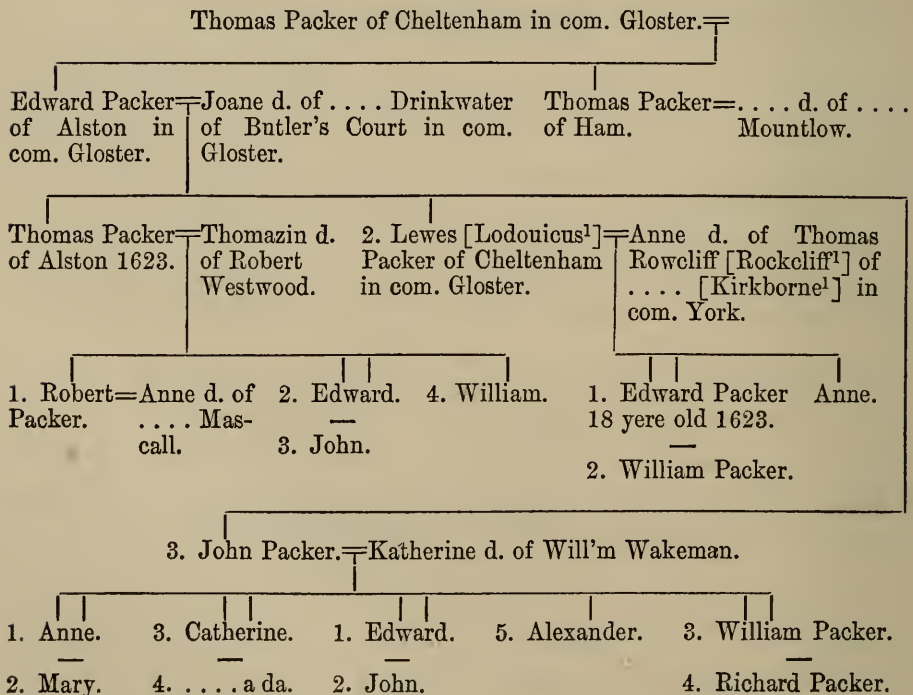 Thomas Packer of Cheltenham in com. Gloster.=
Edward Packer=Joane d. of . . . . Drinkwater Thomas Packer=. . . . d. of . . . .
of Alston in of Butler's Court in com. of Ham. Mountlow.
com. Gloster. Gloster.
Thomas Packer=Thomazin d. 2. Lewes [Lodouicus¹]=Anne d. of Thomas
of Alston 1623. of Robert Packer of Cheltenham Rowcliff [Rockcliff¹] of
Westwood. in com. Gloster. . . . . [Kirkborne¹] in
com. York.
1. Robert=Anne d. of 2. Edward. 4. William. 1. Edward Packer Anne.
Packer. . . . . Mas- 18 yere old 1623.
call. 3. John.
2. William Packer.
3. John Packer.=Katherine d. of Will'm Wakeman.
1. Anne. 3. Catherine. 1. Edward. 5. Alexander. 3. William Packer.
2. Mary. 4. . . . . a da. 2. John. 4. Richard Packer.